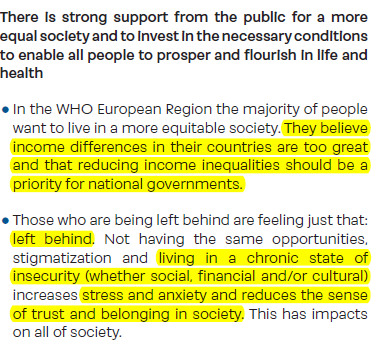 There is strong support from the public for a more
equal society and to invest in the necessary conditions
to enable all people to prosper and flourish in life and
health
• In the WHO European Region the majority of people
want to live in a more equitable society. They believe
income differences in their countries are too great
and that reducing income inequalities should be a
priority for national governments.
• Those who are being left behind are feeling just that:
left behind. Not having the same opportunities,
stigmatization and living in a chronic state of
insecurity (whether social, financial and/or cultural)
increases stress and anxiety and reduces the sense
of trust and belonging in society. This has impacts
on all of society.